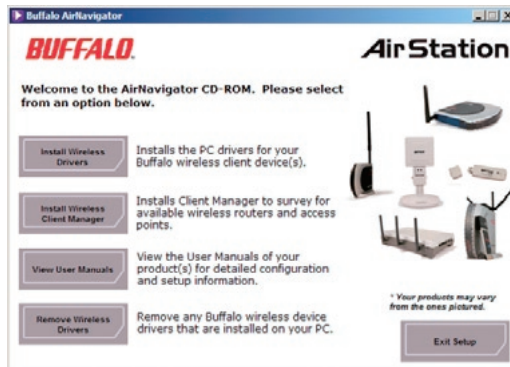 Buffalo AirNavigator
BUFFALO.
AirStation
Welcome to the AirNavigator CD-ROM. Please select
from an option below.
Install Wireless
Drivers
Installs the PC drivers for your
Buffalo wireless client device(s).
Install Wireless
Client Manager
Installs Client Manager to survey for
available wireless routers and access
points.
View User Manuals
View the User Manuals of your
product(s) for detailed configuration
and setup information.
Remove Wireless
Drivers
Remove any Buffalo wireless device
drivers that are installed on your PC.
* Your products may vary
from the ones pictured.
Exit Setup